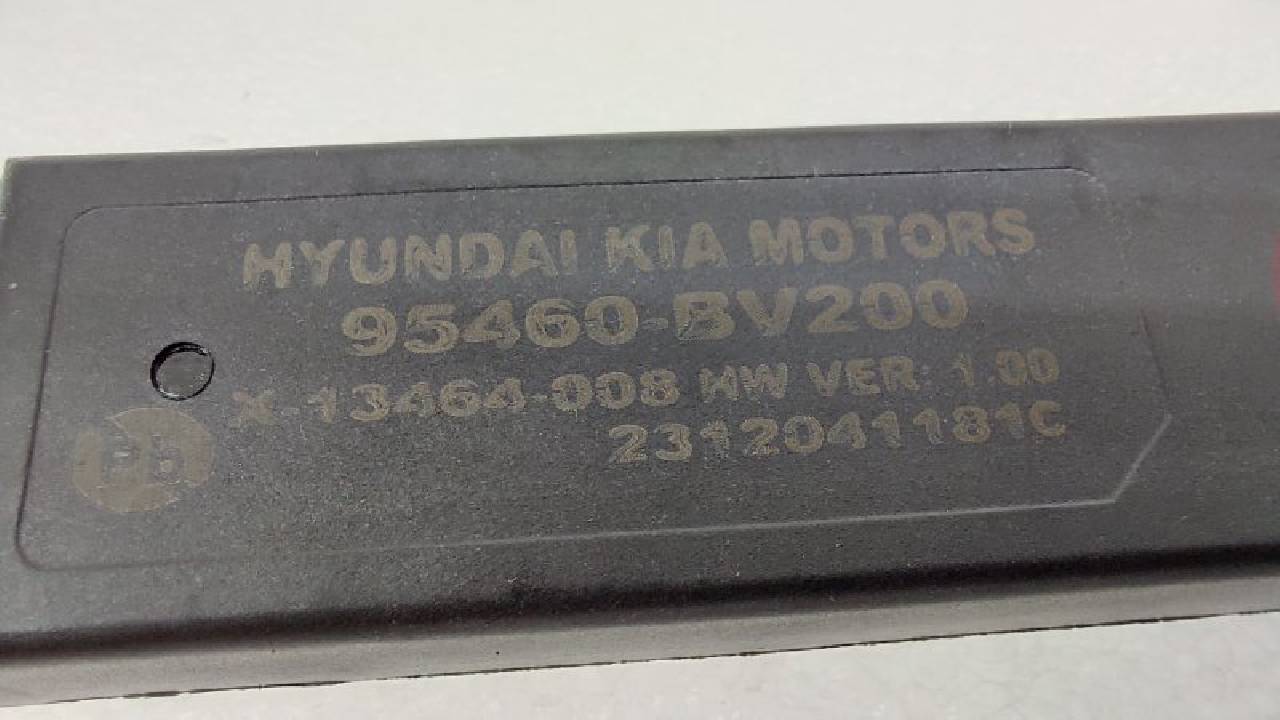 HYUNDAI KIA MOTORS
95460-BV200
X-13464-008 HW VER: 1.00
2312041181C